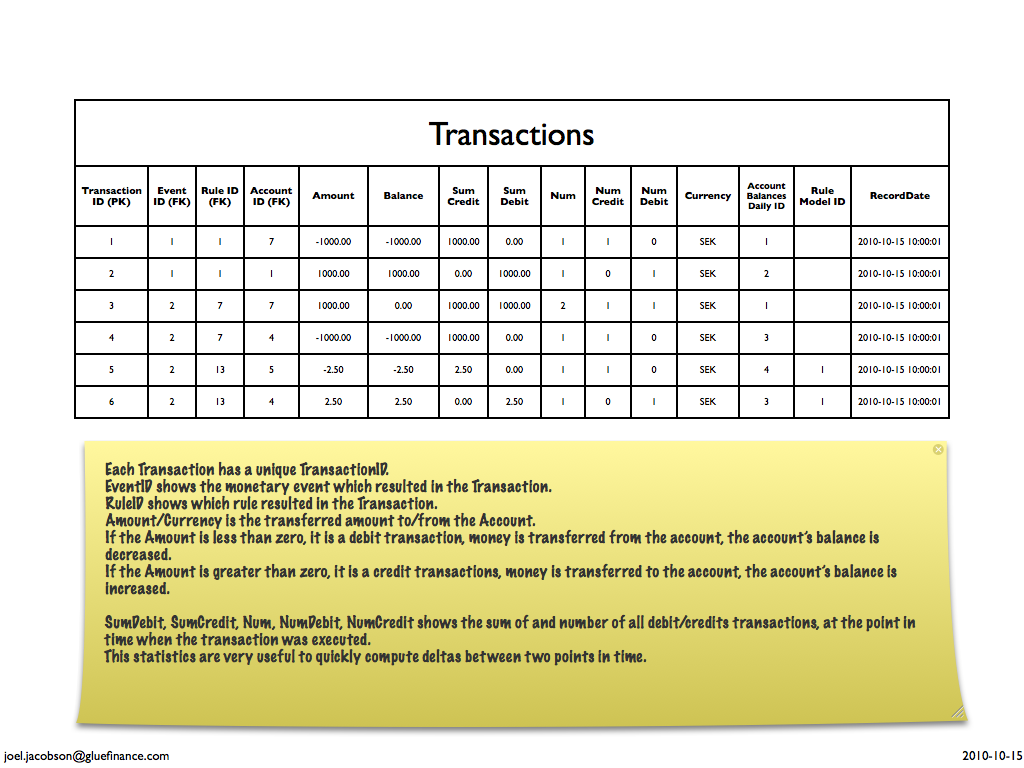 Transactions
Transaction ID (PK) Event ID (FK) Rule ID (FK) Account ID (FK) Amount Balance Sum Credit Sum Debit Num Num Credit Num Debit Currency Account Balances Daily ID Rule Model ID RecordDate
1 1 1 7 -1000.00 -1000.00 1000.00 0.00 1 1 0 SEK 1 2010-10-15 10:00:01
2 1 1 1 1000.00 1000.00 0.00 1000.00 1 0 1 SEK 2 2010-10-15 10:00:01
3 2 7 7 1000.00 0.00 1000.00 1000.00 2 1 1 SEK 1 2010-10-15 10:00:01
4 2 7 4 -1000.00 -1000.00 1000.00 0.00 1 1 0 SEK 3 2010-10-15 10:00:01
5 2 13 5 -2.50 -2.50 2.50 0.00 1 1 0 SEK 4 1 2010-10-15 10:00:01
6 2 13 4 2.50 2.50 0.00 2.50 1 0 1 SEK 3 1 2010-10-15 10:00:01
Each Transaction has a unique TransactionID.
EventID shows the monetary event which resulted in the Transaction.
RuleID shows which rule resulted in the Transaction.
Amount/Currency is the transferred amount to/from the Account.
If the Amount is less than zero, it is a debit transaction, money is transferred from the account, the account's balance is
decreased.
If the Amount is greater than zero, it is a credit transactions, money is transferred to the account, the account's balance is
increased.
SumDebit, SumCredit, Num, NumDebit, NumCredit shows the sum of and number of all debit/credits transactions, at the point in
time when the transaction was executed.
This statistics are very useful to quickly compute deltas between two points in time.
joel.jacobson@gluefinance.com
2010-10-15